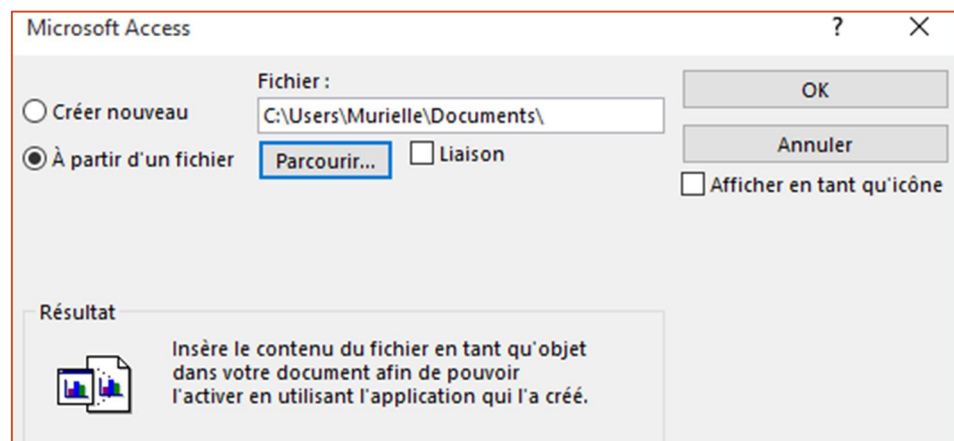 Microsoft Access
?
Fichier :
OK
Créer nouveau
C:\Users\Murielle\Documents\
À partir d'un fichier
Parcourir...
Liaison
Annuler
Afficher en tant qu'icône
Résultat
Insère le contenu du fichier en tant qu'objet
dans votre document afin de pouvoir
l'activer en utilisant l'application qui l'a créé.